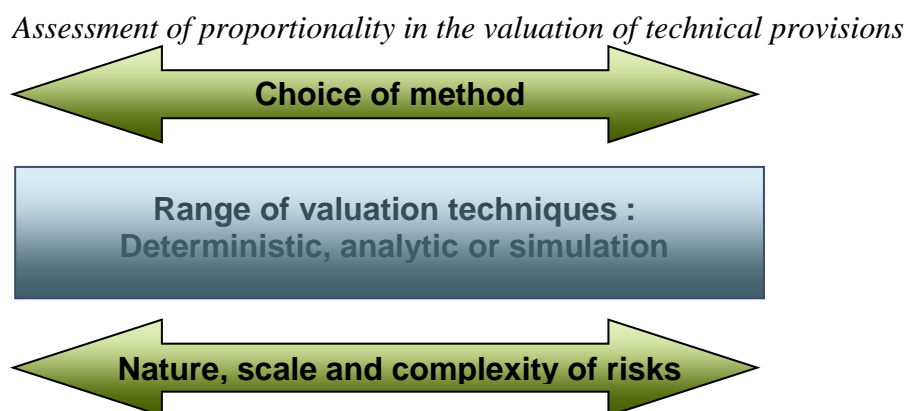 Assessment of proportionality in the valuation of technical provisions
Choice of method
Range of valuation techniques :
Deterministic, analytic or simulation
Nature, scale and complexity of risks